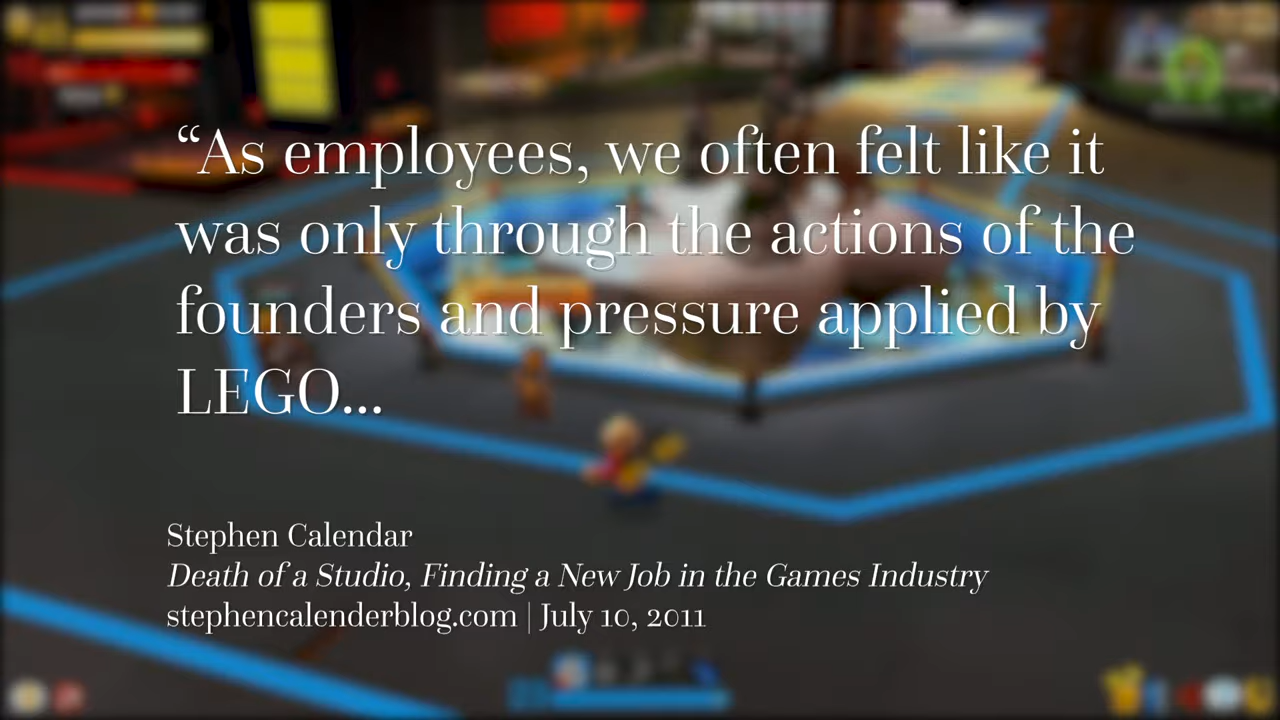 “As employees, we often felt like it
was only through the actions of the
founders and pressure applied by
LEGO...
Stephen Calendar
Death of a Studio, Finding a New Job in the Games Industry
stephencalenderblog.com | July 10, 2011